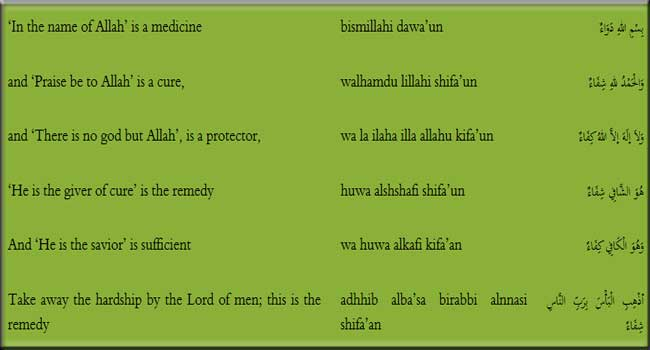 ‘In the name of Allah’ is a medicine bismillahi dawa’un بِسْمِ اللهِ دَوَاءٌ
and ‘Praise be to Allah’ is a cure, walhamdu lillahi shifa’un وَالْحَمْدُ للهِ شِفَاءٌ
and ‘There is no god but Allah’, is a protector, wa la ilaha illa allahu kifa’un وَلاَ إِلٰهَ إِلاَّ اللهُ كِفَاءٌ
‘He is the giver of cure’ is the remedy huwa alshshafi shifa’un هُوَ الشَّافِي شِفَاءٌ
And ‘He is the savior’ is sufficient wa huwa alkafi kifa’an وَهُوَ الْكَافِي كِفَاءٌ
Take away the hardship by the Lord of men; this is the adhhib alba’sa birabbi alnnasi اَذْهِبِ الْبَأْسَ بِرَبِّ النَّاسِ
remedy shifa’an شِفَاءٌ